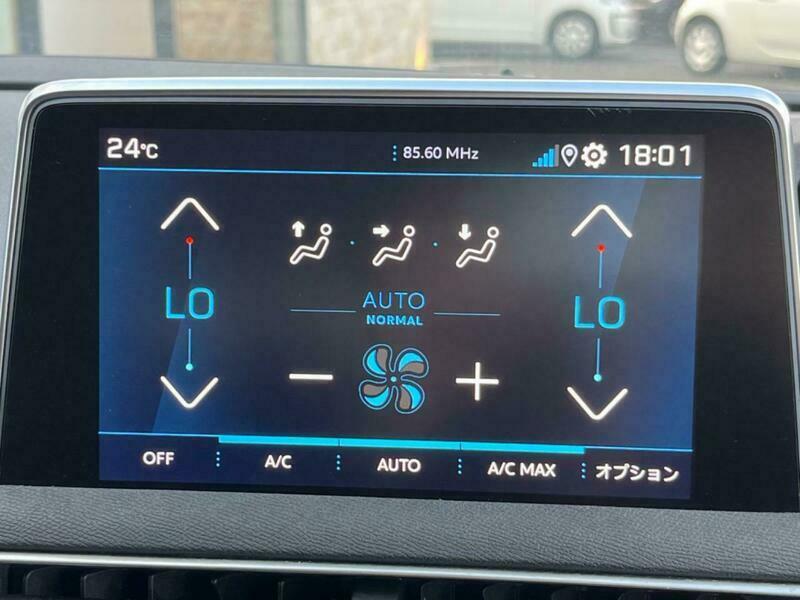 24°C 85.60 MHz 18:01
LO LO
AUTO
NORMAL
OFF A/C AUTO A/C MAX オプション